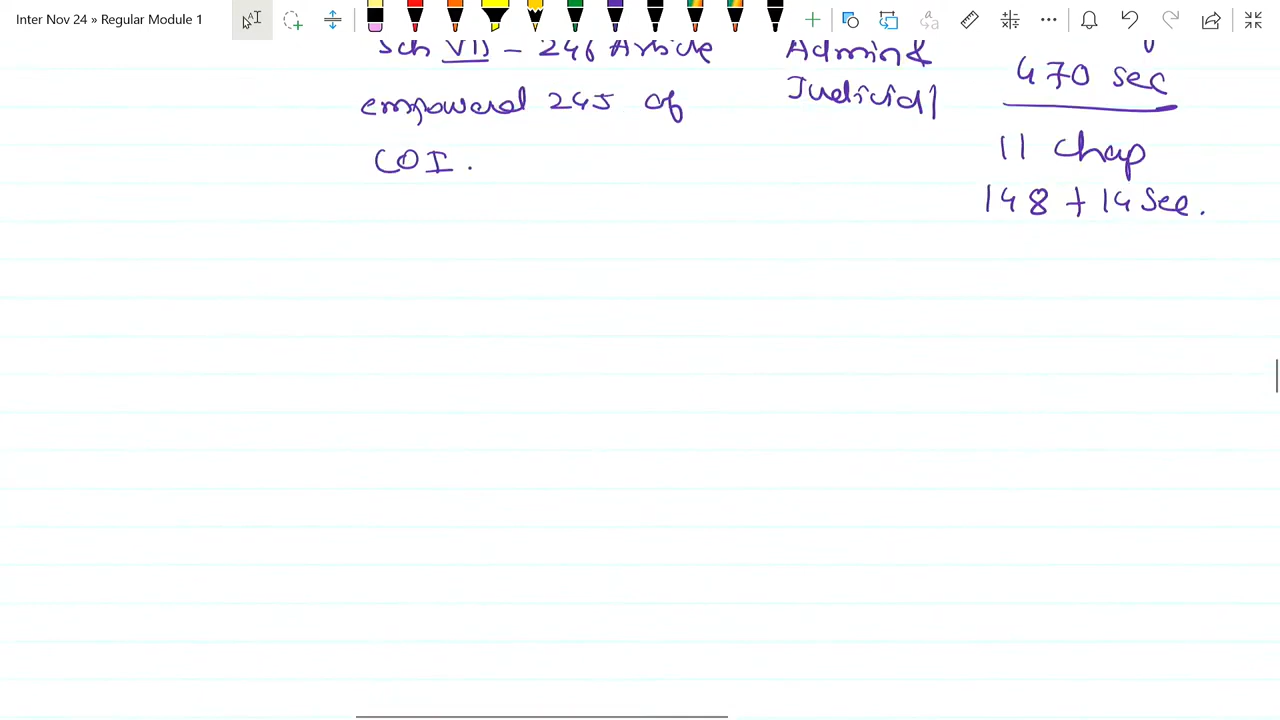 Inter Nov 24 » Regular Module 1
Sch VII - 246 Article
empowerd 245 of
COI.
Admin &
Judicial
470 sec
11 Chap
148 + 14 Sec.